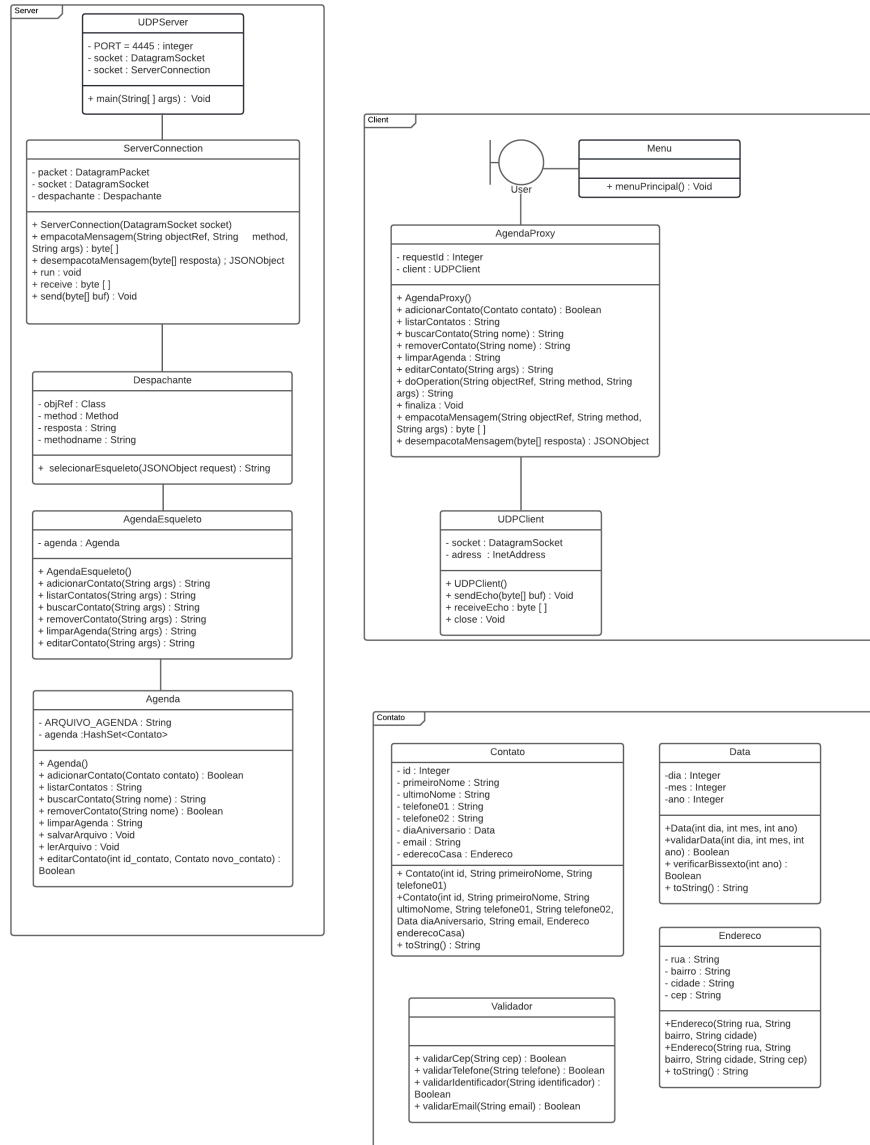 Server
UDPServer
- PORT = 4445 : integer
- socket : DatagramSocket
- socket : ServerConnection
+ main(String[ ] args) :  Void
ServerConnection
- packet : DatagramPacket
- socket : DatagramSocket
- despachante : Despachante
+ ServerConnection(DatagramSocket socket)
+ empacotaMensagem(String objectRef, String    method,
String args) : byte[ ]
+ desempacotaMensagem(byte[] resposta) ; JSONObject
+ run : void
+ receive : byte [ ]
+ send(byte[] buf) : Void
Despachante
- objRef : Class
- method : Method
- resposta : String
- methodname : String
+  selecionarEsqueleto(JSONObject request) : String
AgendaEsqueleto
- agenda : Agenda
+ AgendaEsqueleto()
+ adicionarContato(String args) : String
+ listarContatos(String args) : String
+ buscarContato(String args) : String
+ removerContato(String args) : String
+ limparAgenda(String args) : String
+ editarContato(String args) : String
Agenda
- ARQUIVO_AGENDA : String
- agenda :HashSet<Contato>
+ Agenda()
+ adicionarContato(Contato contato) : Boolean
+ listarContatos : String
+ buscarContato(String nome) : String
+ removerContato(String nome) : Boolean
+ limparAgenda : String
+ salvarArquivo : Void
+ lerArquivo : Void
+ editarContato(int id_contato, Contato novo_contato) :
Boolean
Client
User
Menu
+ menuPrincipal() : Void
AgendaProxy
- requestId : Integer
- client : UDPClient
+ AgendaProxy()
+ adicionarContato(Contato contato) : Boolean
+ listarContatos : String
+ buscarContato(String nome) : String
+ removerContato(String nome) : String
+ limparAgenda : String
+ editarContato(String args) : String
+ doOperation(String objectRef, String method, String
args) : String
+ finaliza : Void
+ empacotaMensagem(String objectRef, String method,
String args) : byte [ ]
+ desempacotaMensagem(byte[] resposta) : JSONObject
UDPClient
- socket : DatagramSocket
- adress  : InetAddress
+ UDPClient()
+ sendEcho(byte[] buf) : Void
+ receiveEcho : byte [ ]
+ close : Void
Contato
Contato
- id : Integer
- primeiroNome : String
- ultimoNome : String
- telefone01 : String
- telefone02 : String
- diaAniversario : Data
- email : String
- ederecoCasa : Endereco
+ Contato(int id, String primeiroNome, String
telefone01)
+Contato(int id, String primeiroNome, String
ultimoNome, String telefone01, String telefone02,
Data diaAniversario, String email, Endereco
enderecoCasa)
+ toString() : String
Data
-dia : Integer
-mes : Integer
-ano : Integer
+Data(int dia, int mes, int ano)
+validarData(int dia, int mes, int
ano) : Boolean
+ verificarBissexto(int ano) :
Boolean
+ toString() : String
Endereco
- rua : String
- bairro : String
- cidade : String
- cep : String
+Endereco(String rua, String
bairro, String cidade)
+Endereco(String rua, String
bairro, String cidade, String cep)
+ toString() : String
Validador
+ validarCep(String cep) : Boolean
+ validarTelefone(String telefone) : Boolean
+ validarIdentificador(String identificador) :
Boolean
+ validarEmail(String email) : Boolean